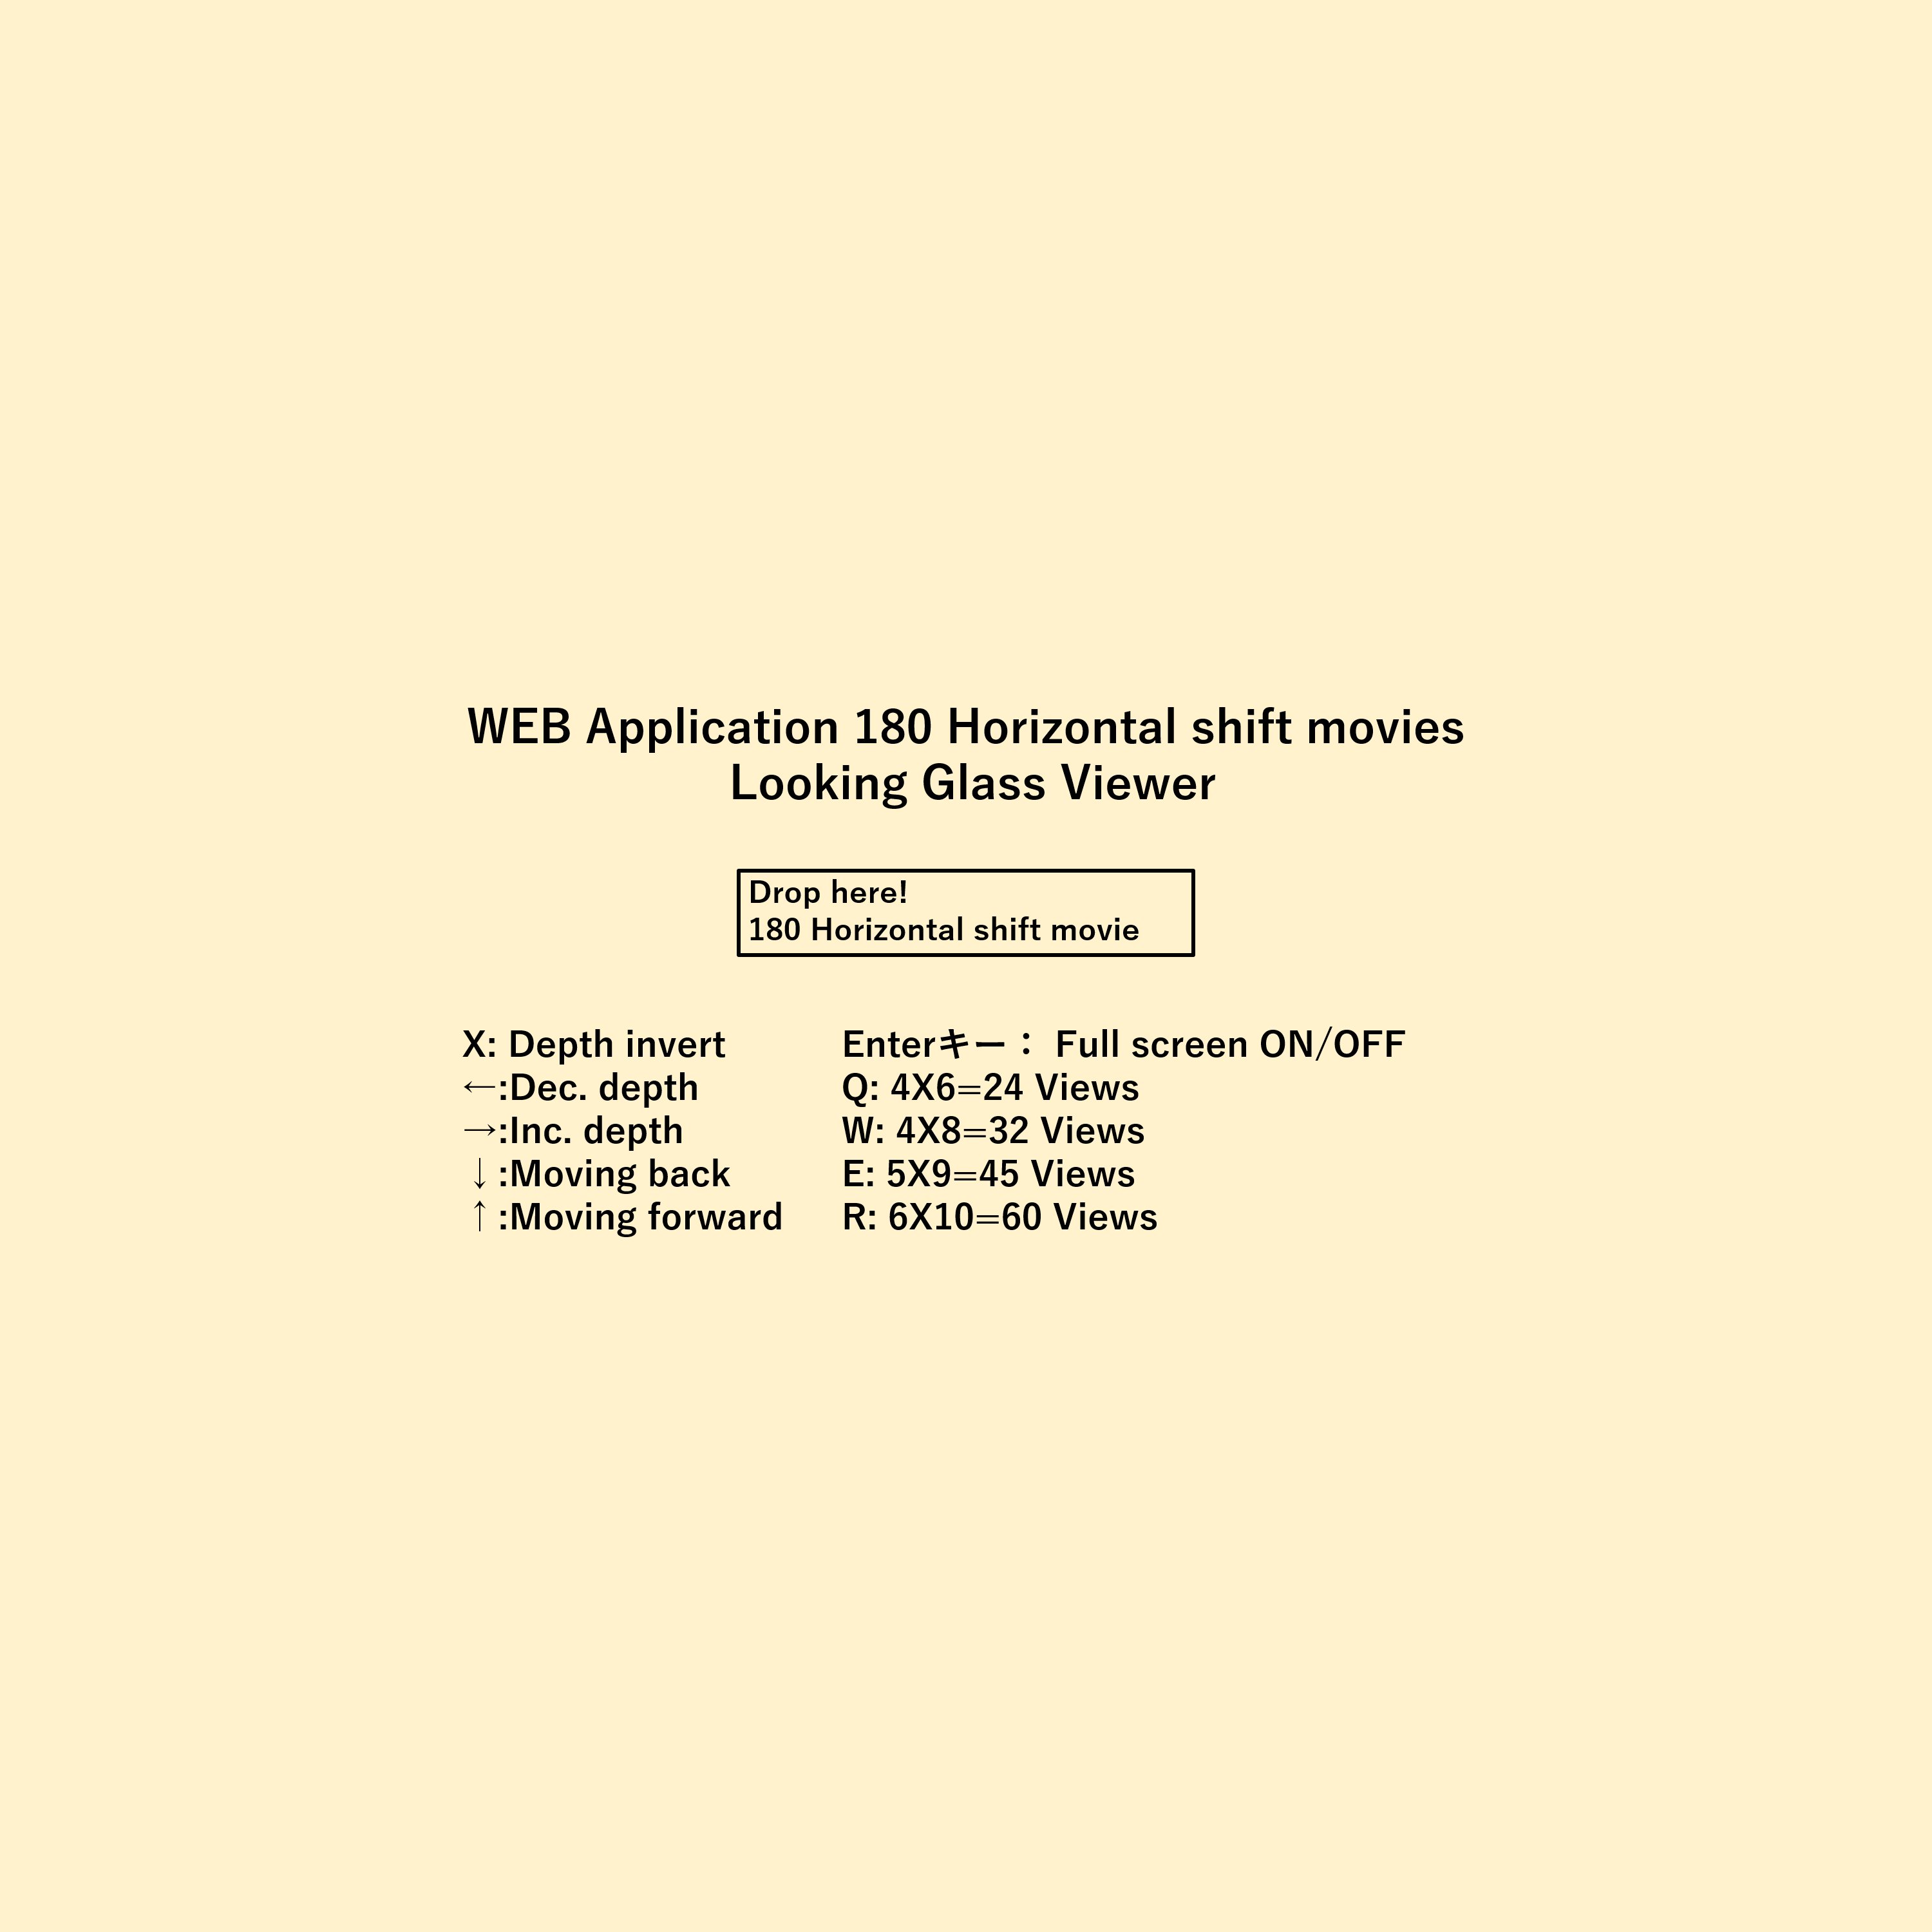 WEB Application 180 Horizontal shift movies
Looking Glass Viewer
Drop here!
180 Horizontal shift movie
X: Depth invert
←:Dec. depth
→:Inc. depth
↓:Moving back
↑:Moving forward
Enterキー： Full screen ON/OFF
Q: 4X6=24 Views
W: 4X8=32 Views
E: 5X9=45 Views
R: 6X10=60 Views